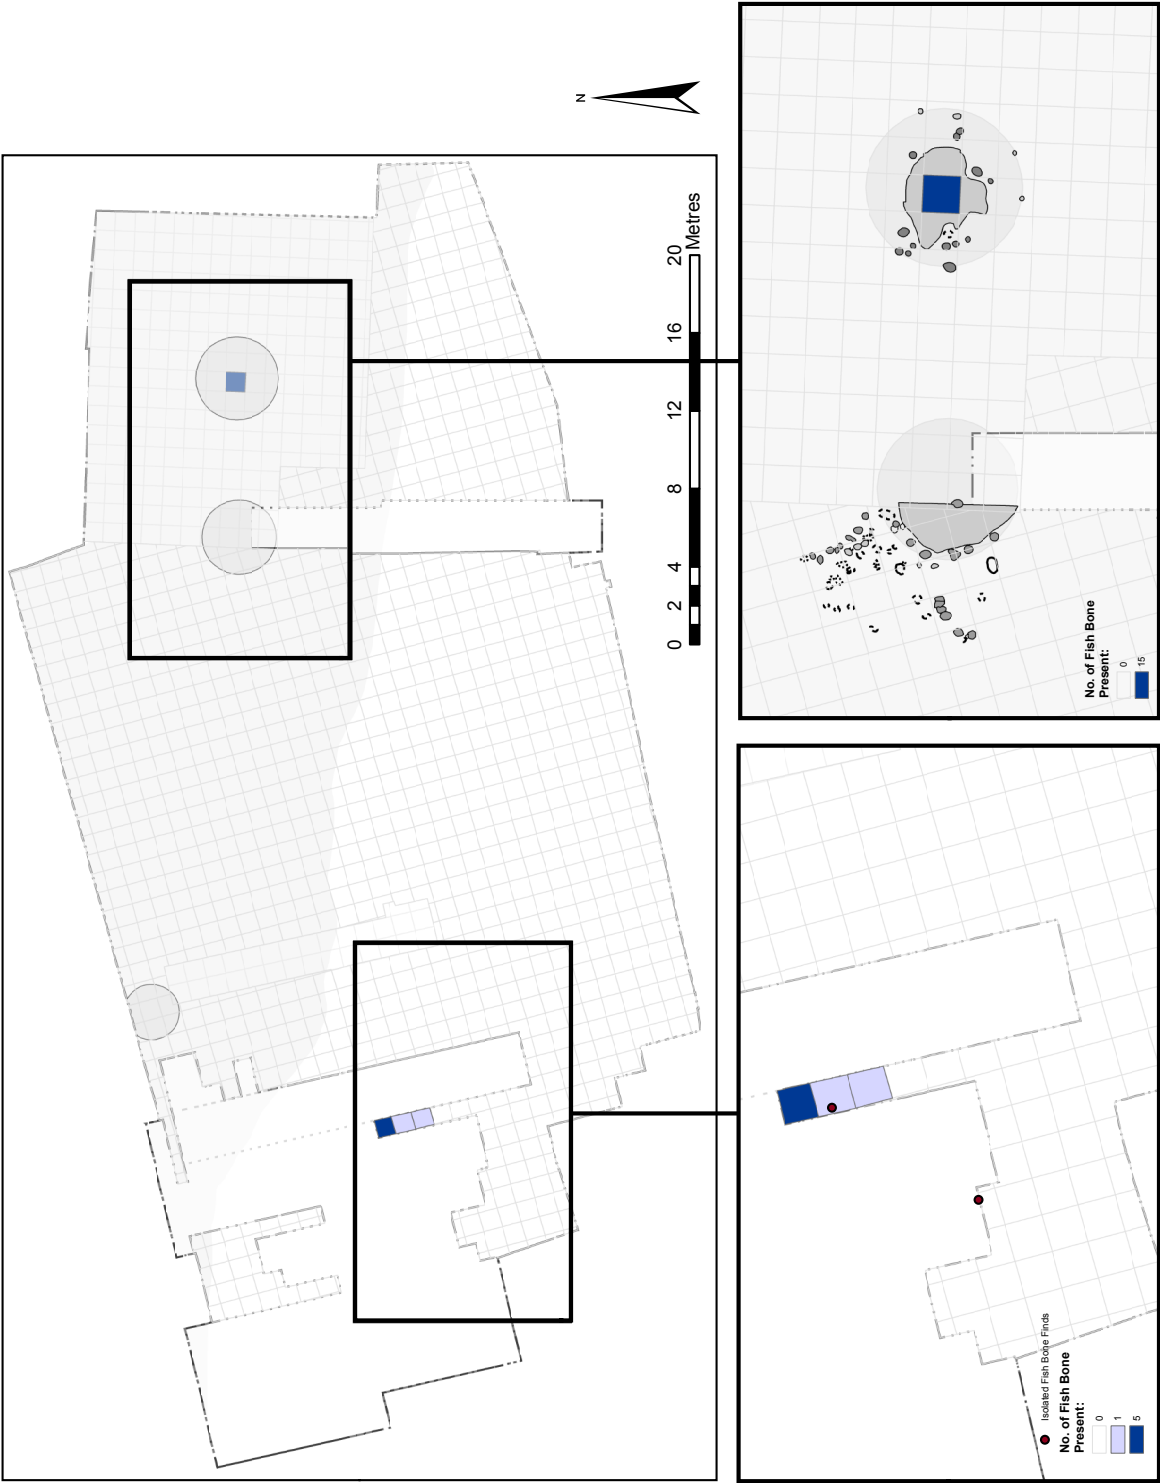 N
0 2 4 8 12 16 20
Metres
No. of Fish Bone
Present:
0
15
Isolated Fish Bone Finds
No. of Fish Bone
Present:
0
1
5